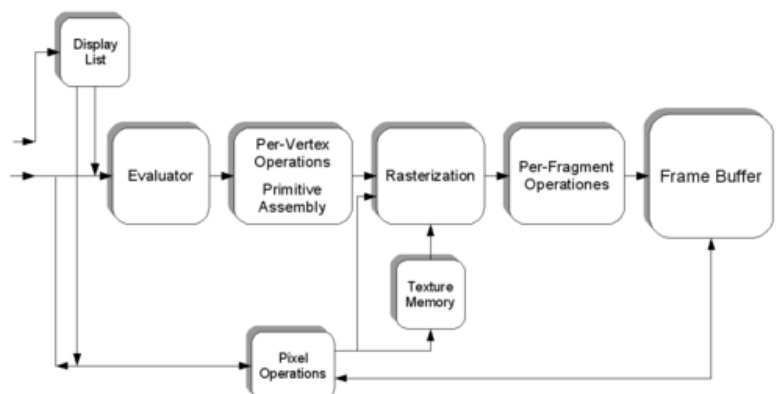 Display
List
Evaluator
Per-Vertex
Operations
Primitive
Assembly
Rasterization
Per-Fragment
Operationes
Frame Buffer
Texture
Memory
Pixel
Operations